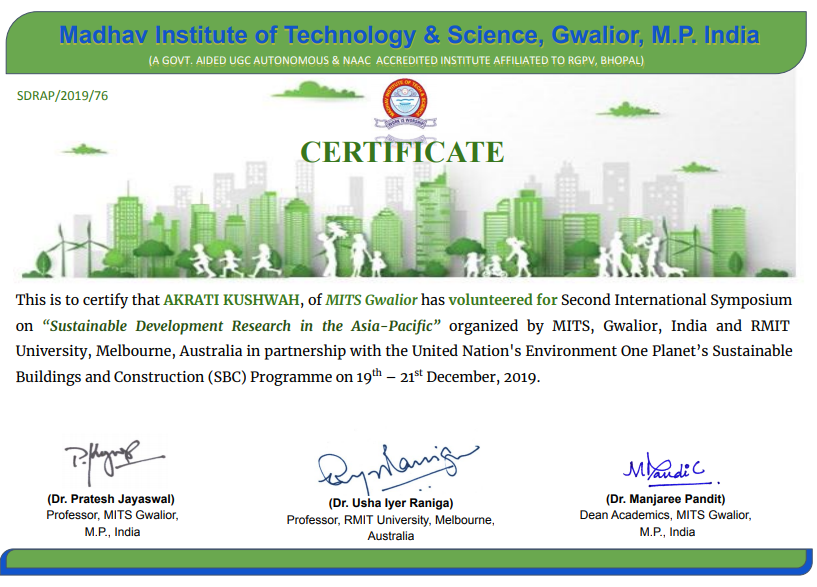 Madhav Institute of Technology & Science, Gwalior, M.P. India
(A GOVT. AIDED UGC AUTONOMOUS & NAAC ACCREDITED INSTITUTE AFFILIATED TO RGPV, BHOPAL)
SDRAP/2019/76
WORK IS WORSHIP
CERTIFICATE
This is to certify that AKRATI KUSHWAH, of MITS Gwalior has volunteered for Second International Symposium
on “Sustainable Development Research in the Asia-Pacific” organized by MITS, Gwalior, India and RMIT
University, Melbourne, Australia in partnership with the United Nation's Environment One Planet’s Sustainable
Buildings and Construction (SBC) Programme on 19th – 21st December, 2019.
(Dr. Pratesh Jayaswal)
Professor, MITS Gwalior,
M.P., India
(Dr. Usha Iyer Raniga)
Professor, RMIT University, Melbourne,
Australia
(Dr. Manjaree Pandit)
Dean Academics, MITS Gwalior,
M.P., India